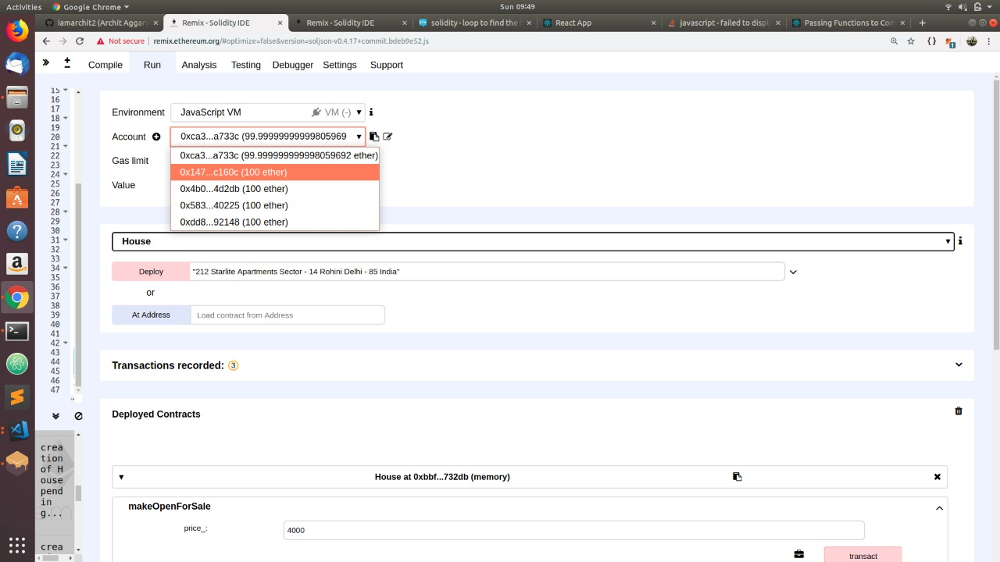 Activities Google Chrome Sun 09:49
iamarchit2 (Archit Aggar Remix - Solidity IDE Remix - Solidity IDE solidity - loop to find the h React App javascript - failed to displ Passing Functions to Com
Not secure remix.ethereum.org/#optimize=false&version=soljson-v0.4.17+commit.bdeb9e52.js
Compile Run Analysis Testing Debugger Settings Support
15
16
17
18
19
20
21
22
23
24
25
26
27
28
29
30
31
32
33
34
35
36
37
38
39
40
41
42
43
44
45
46
47
Environment JavaScript VM VM (-)
Account 0xca3...a733c (99.99999999999805969
0xca3...a733c (99.999999999998059692 ether)
Gas limit 0x147...c160c (100 ether)
Value 0x4b0...4d2db (100 ether)
0x583...40225 (100 ether)
0xdd8...92148 (100 ether)
House
Deploy "212 Starlite Apartments Sector - 14 Rohini Delhi - 85 India"
or
At Address Load contract from Address
Transactions recorded: 3
Deployed Contracts
House at 0xbbf...732db (memory)
makeOpenForSale
price_: 4000
transact
crea
tion
of H
ouse
pend
in
g...
crea